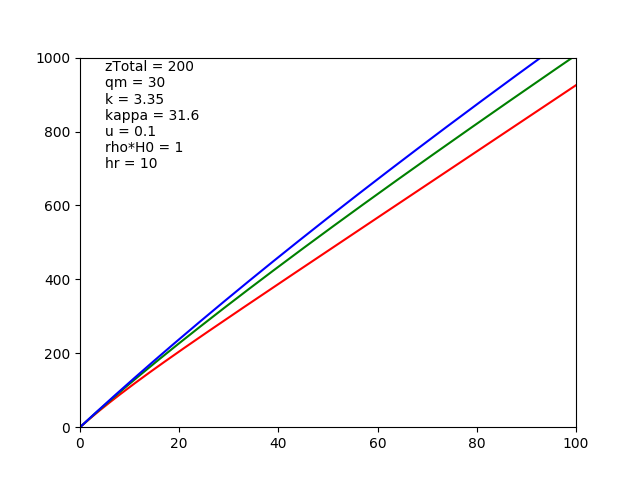 1000
800
600
400
200
0
zTotal = 200
qm = 30
k = 3.35
kappa = 31.6
u = 0.1
rho*H0 = 1
hr = 10
0 20 40 60 80 100